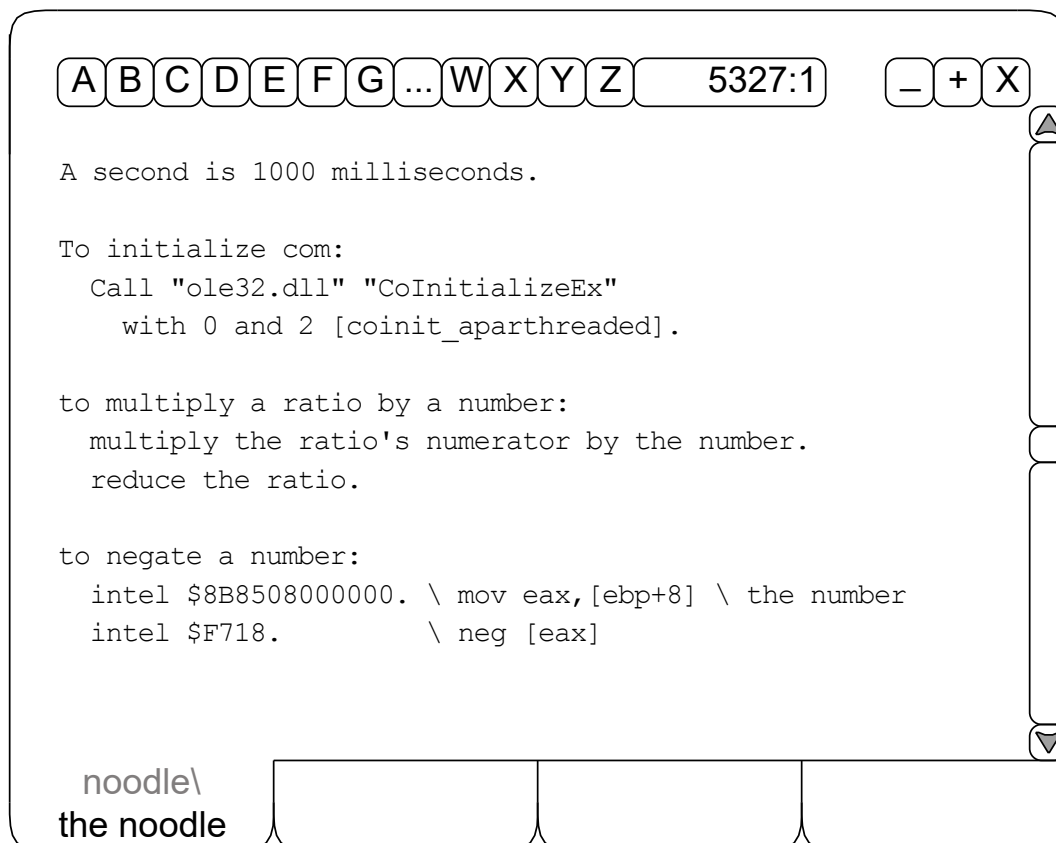 A B C D E F G ... W X Y Z 5327:1 _ + X
A second is 1000 milliseconds.
To initialize com:
Call "ole32.dll" "CoInitializeEx"
with 0 and 2 [coinit_aparthreaded].
to multiply a ratio by a number:
multiply the ratio's numerator by the number.
reduce the ratio.
to negate a number:
intel $8B8508000000. \ mov eax,[ebp+8] \ the number
intel $F718. \ neg [eax]
noodle\
the noodle